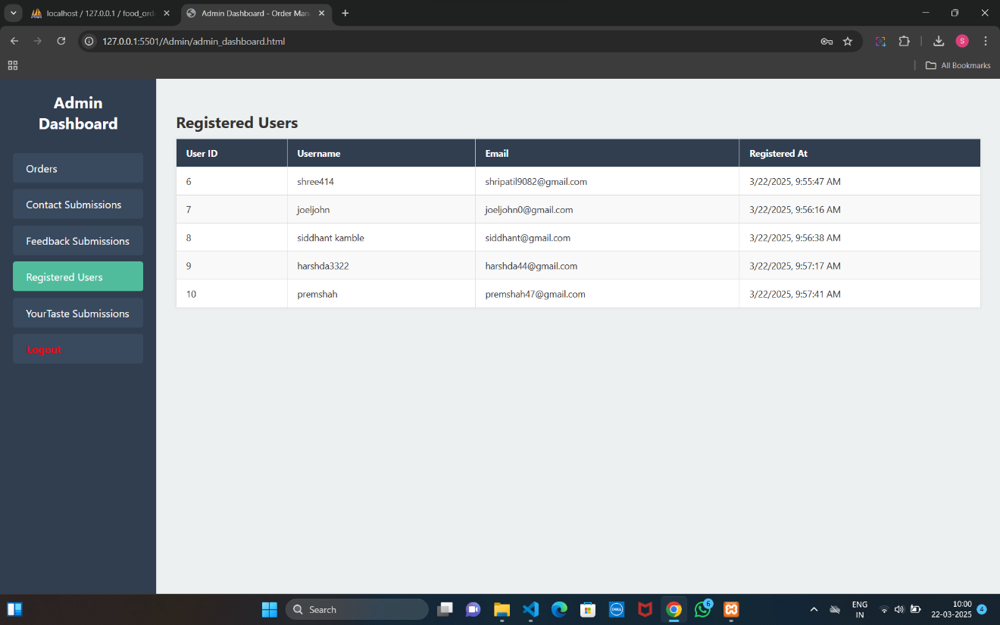 localhost / 127.0.0.1 / food_ord
Admin Dashboard - Order Man
127.0.0.1:5501/Admin/admin_dashboard.html
S
All Bookmarks
Admin
Dashboard
Orders
Contact Submissions
Feedback Submissions
Registered Users
YourTaste Submissions
Logout
Registered Users
User ID Username Email Registered At
6 shree414 shripatil9082@gmail.com 3/22/2025, 9:55:47 AM
7 joeljohn joeljohn0@gmail.com 3/22/2025, 9:56:16 AM
8 siddhant kamble siddhant@gmail.com 3/22/2025, 9:56:38 AM
9 harshda3322 harshda44@gmail.com 3/22/2025, 9:57:17 AM
10 premshah premshah47@gmail.com 3/22/2025, 9:57:41 AM
Search
DELL
6
ENG
IN
10:00
22-03-2025
4